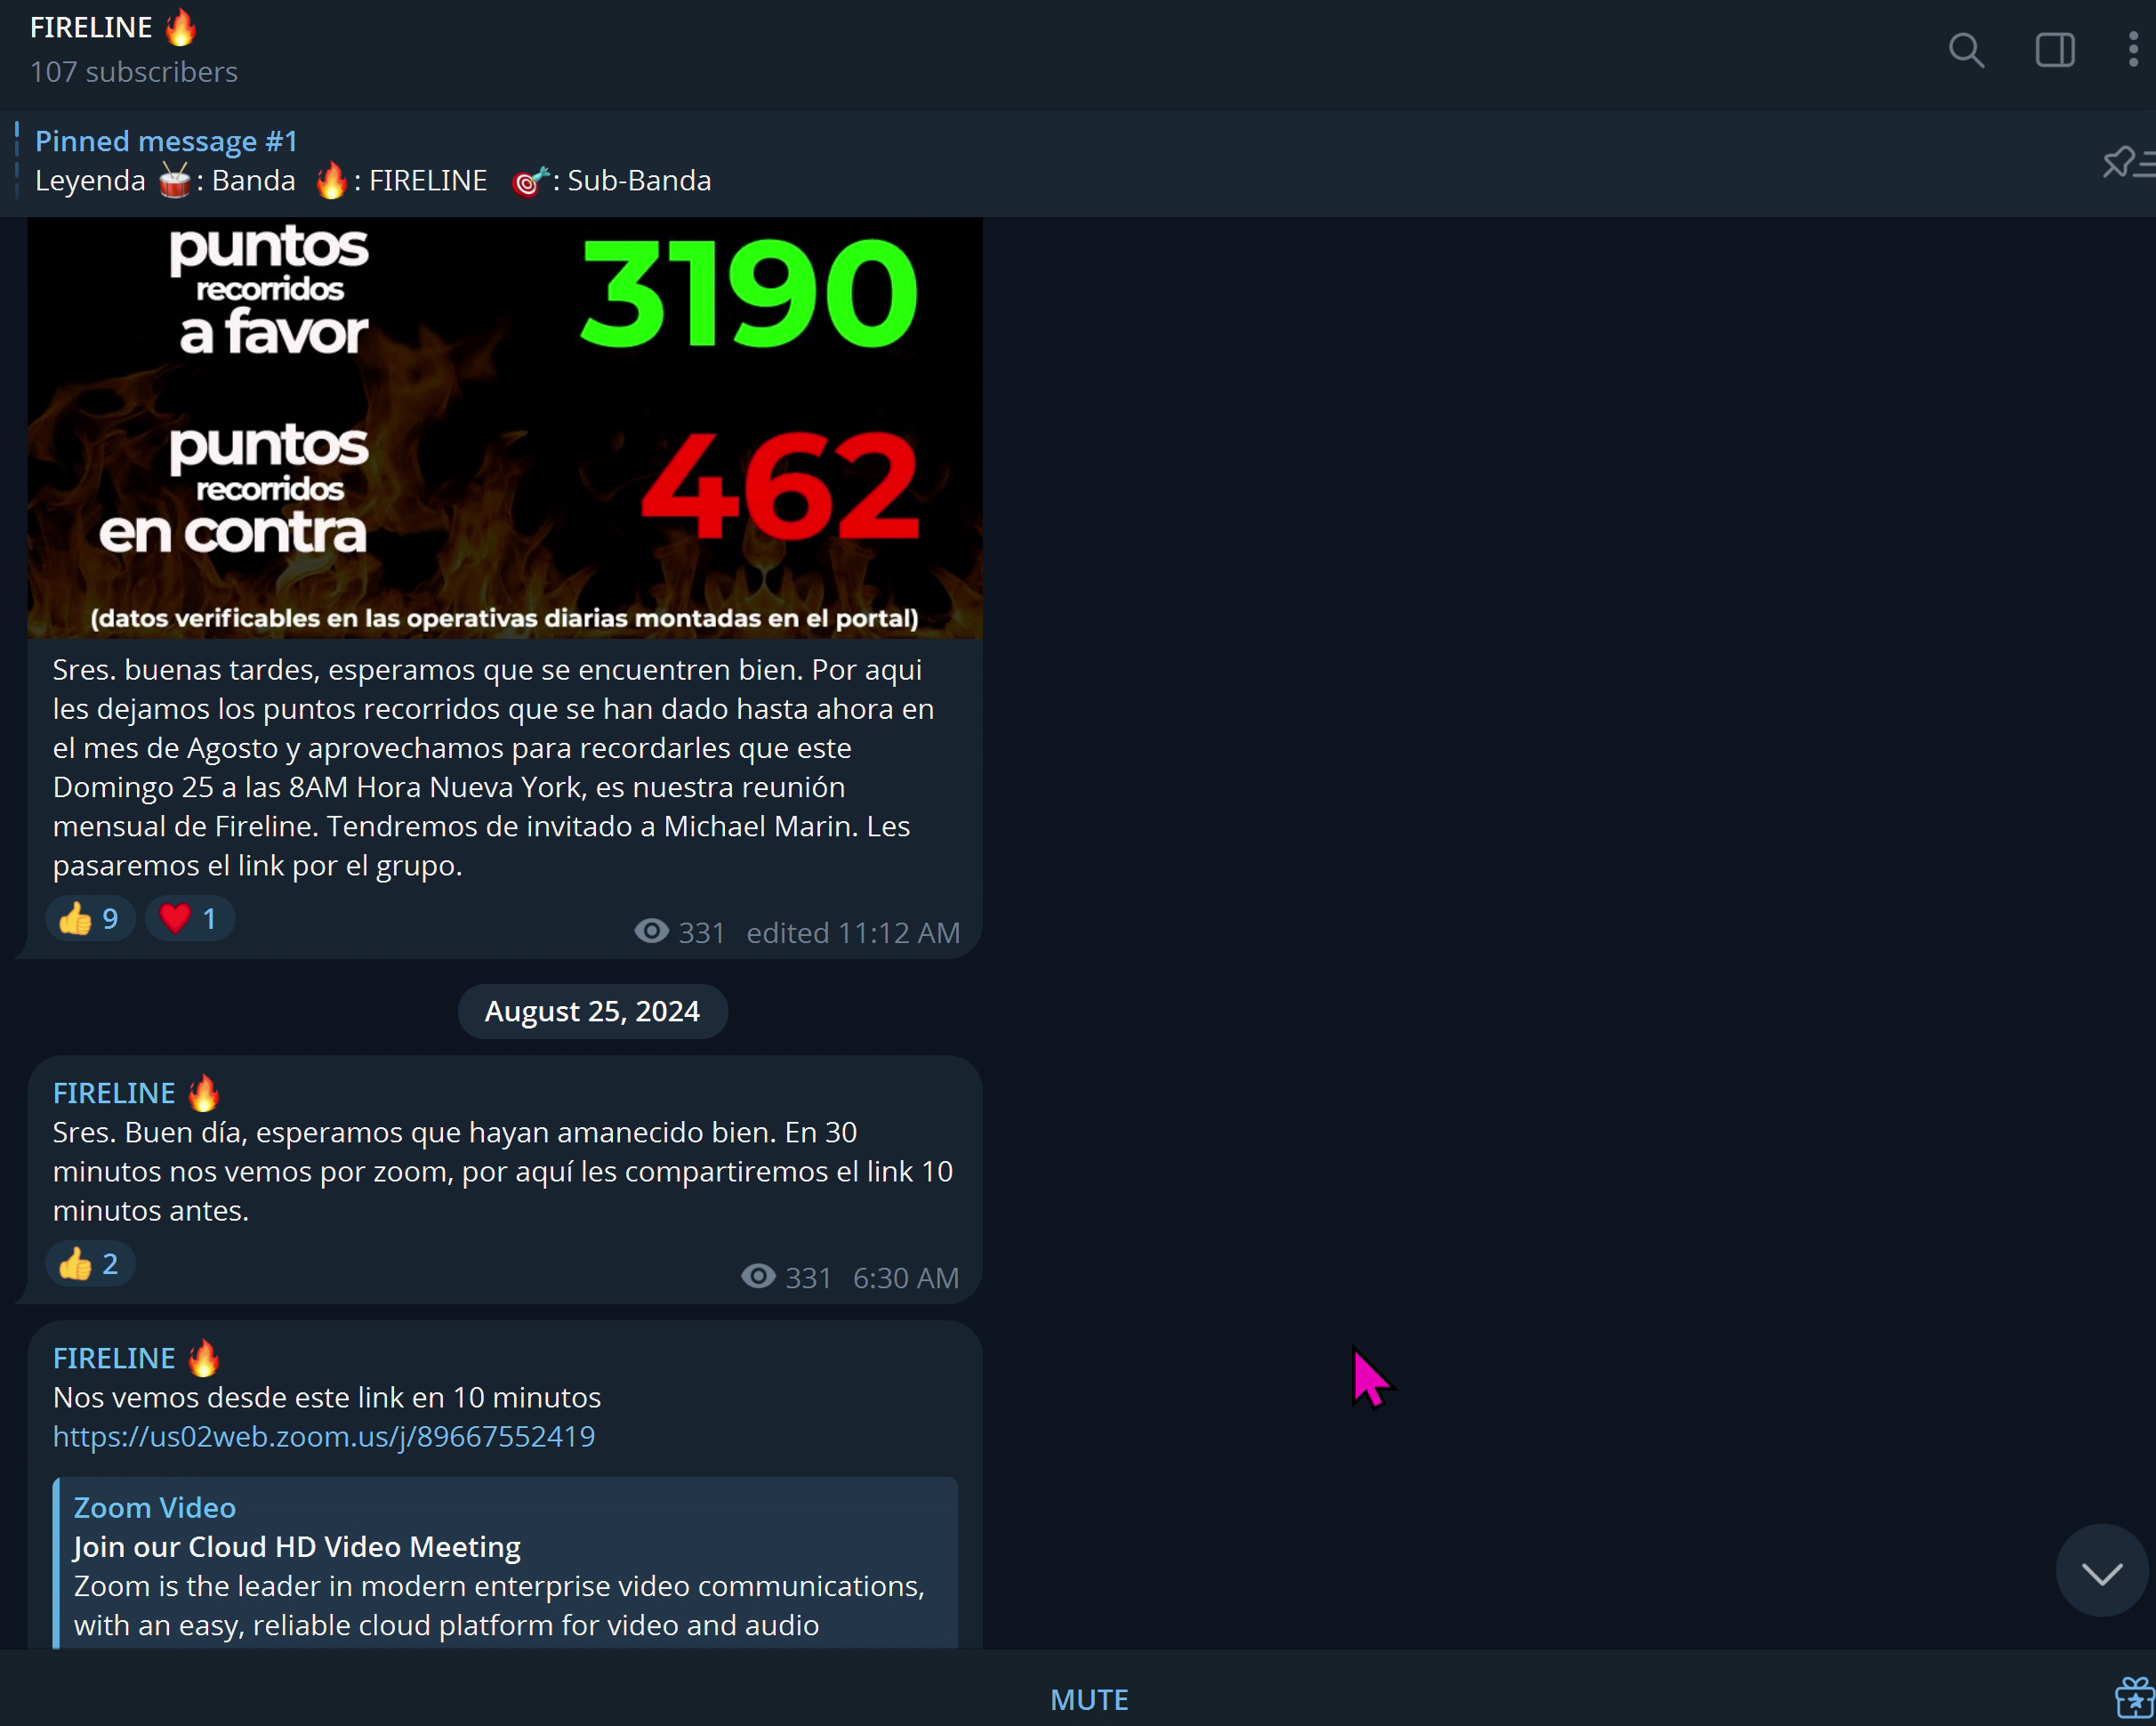 FIRELINE 🔥
107 subscribers
Pinned message #1
Leyenda 🥁: Banda 🔥: FIRELINE 🎯: Sub-Banda
puntos
recorridos
a favor
3190
puntos
recorridos
en contra
462
(datos verificables en las operativas diarias montadas en el portal)
Sres. buenas tardes, esperamos que se encuentren bien. Por aqui
les dejamos los puntos recorridos que se han dado hasta ahora en
el mes de Agosto y aprovechamos para recordarles que este
Domingo 25 a las 8AM Hora Nueva York, es nuestra reunión
mensual de Fireline. Tendremos de invitado a Michael Marin. Les
pasaremos el link por el grupo.
👍 9 ❤️ 1 331 edited 11:12 AM
August 25, 2024
FIRELINE 🔥
Sres. Buen día, esperamos que hayan amanecido bien. En 30
minutos nos vemos por zoom, por aquí les compartiremos el link 10
minutos antes.
👍 2 331 6:30 AM
FIRELINE 🔥
Nos vemos desde este link en 10 minutos
https://us02web.zoom.us/j/89667552419
Zoom Video
Join our Cloud HD Video Meeting
Zoom is the leader in modern enterprise video communications,
with an easy, reliable cloud platform for video and audio
MUTE